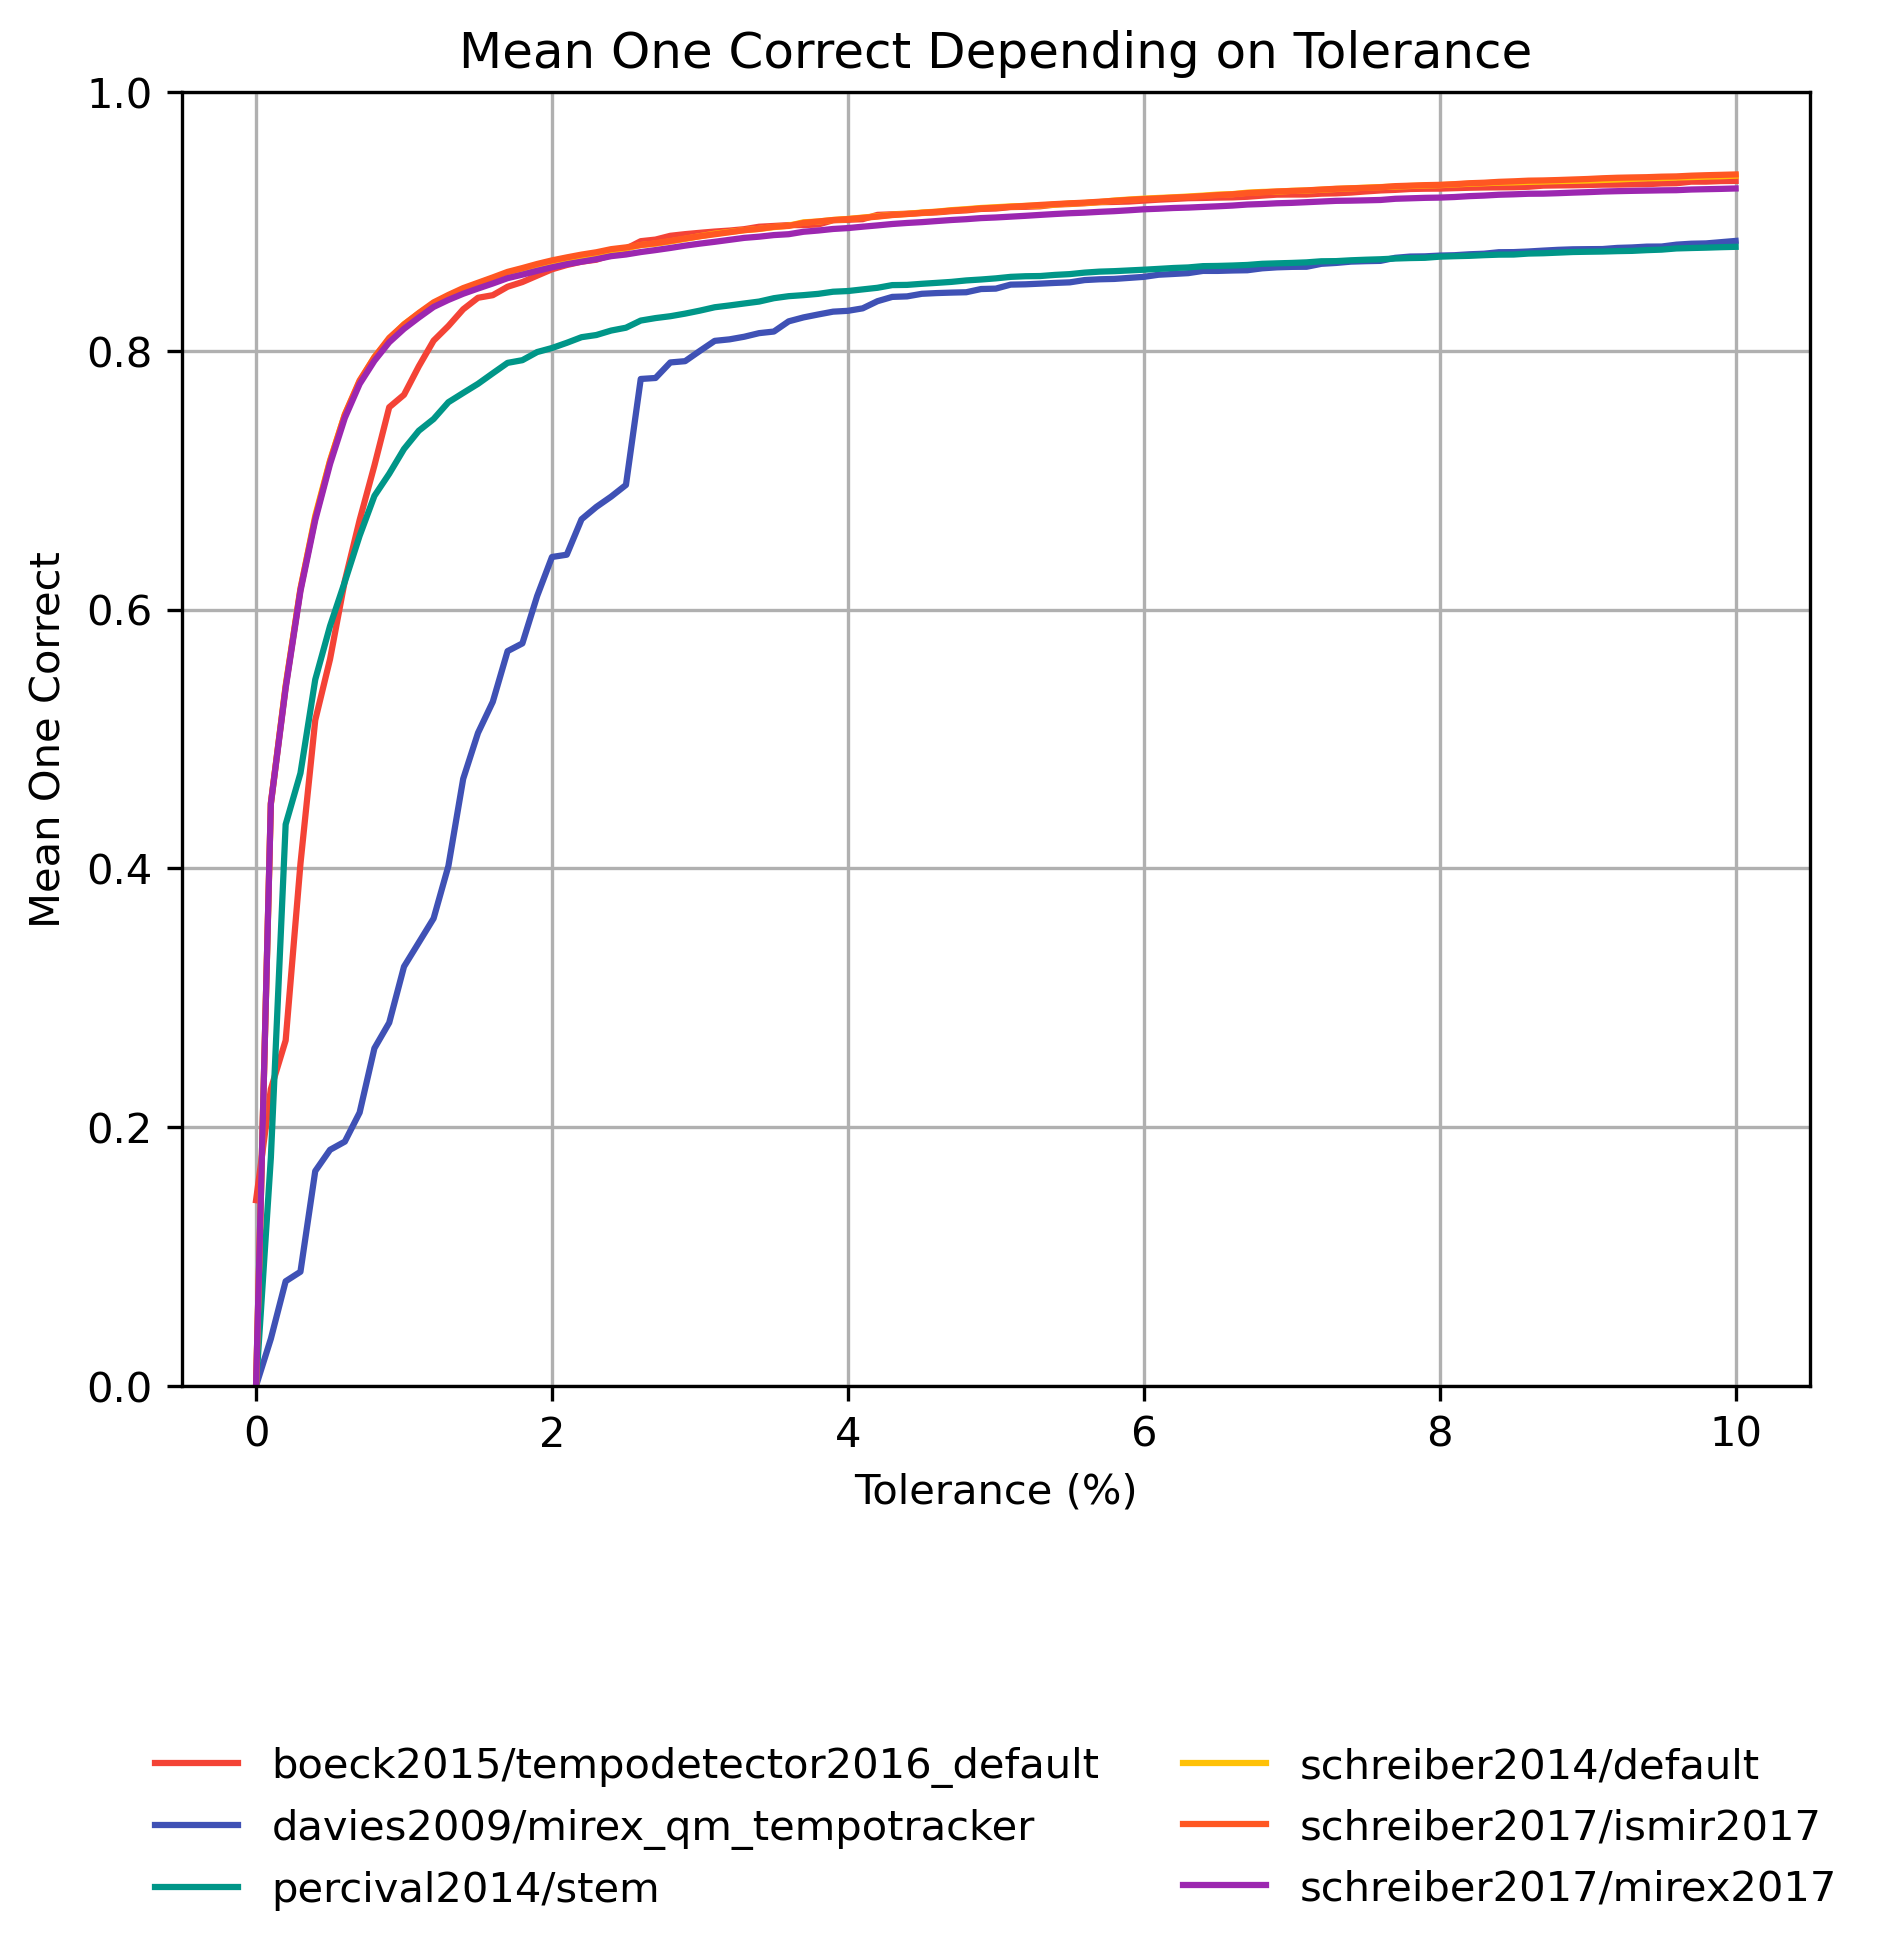 Mean One Correct Depending on Tolerance
1.0
0.8
0.6
0.4
0.2
0.0
Mean One Correct
0 2 4 6 8 10
Tolerance (%)
boeck2015/tempodetector2016_default
davies2009/mirex_qm_tempotracker
percival2014/stem
schreiber2014/default
schreiber2017/ismir2017
schreiber2017/mirex2017